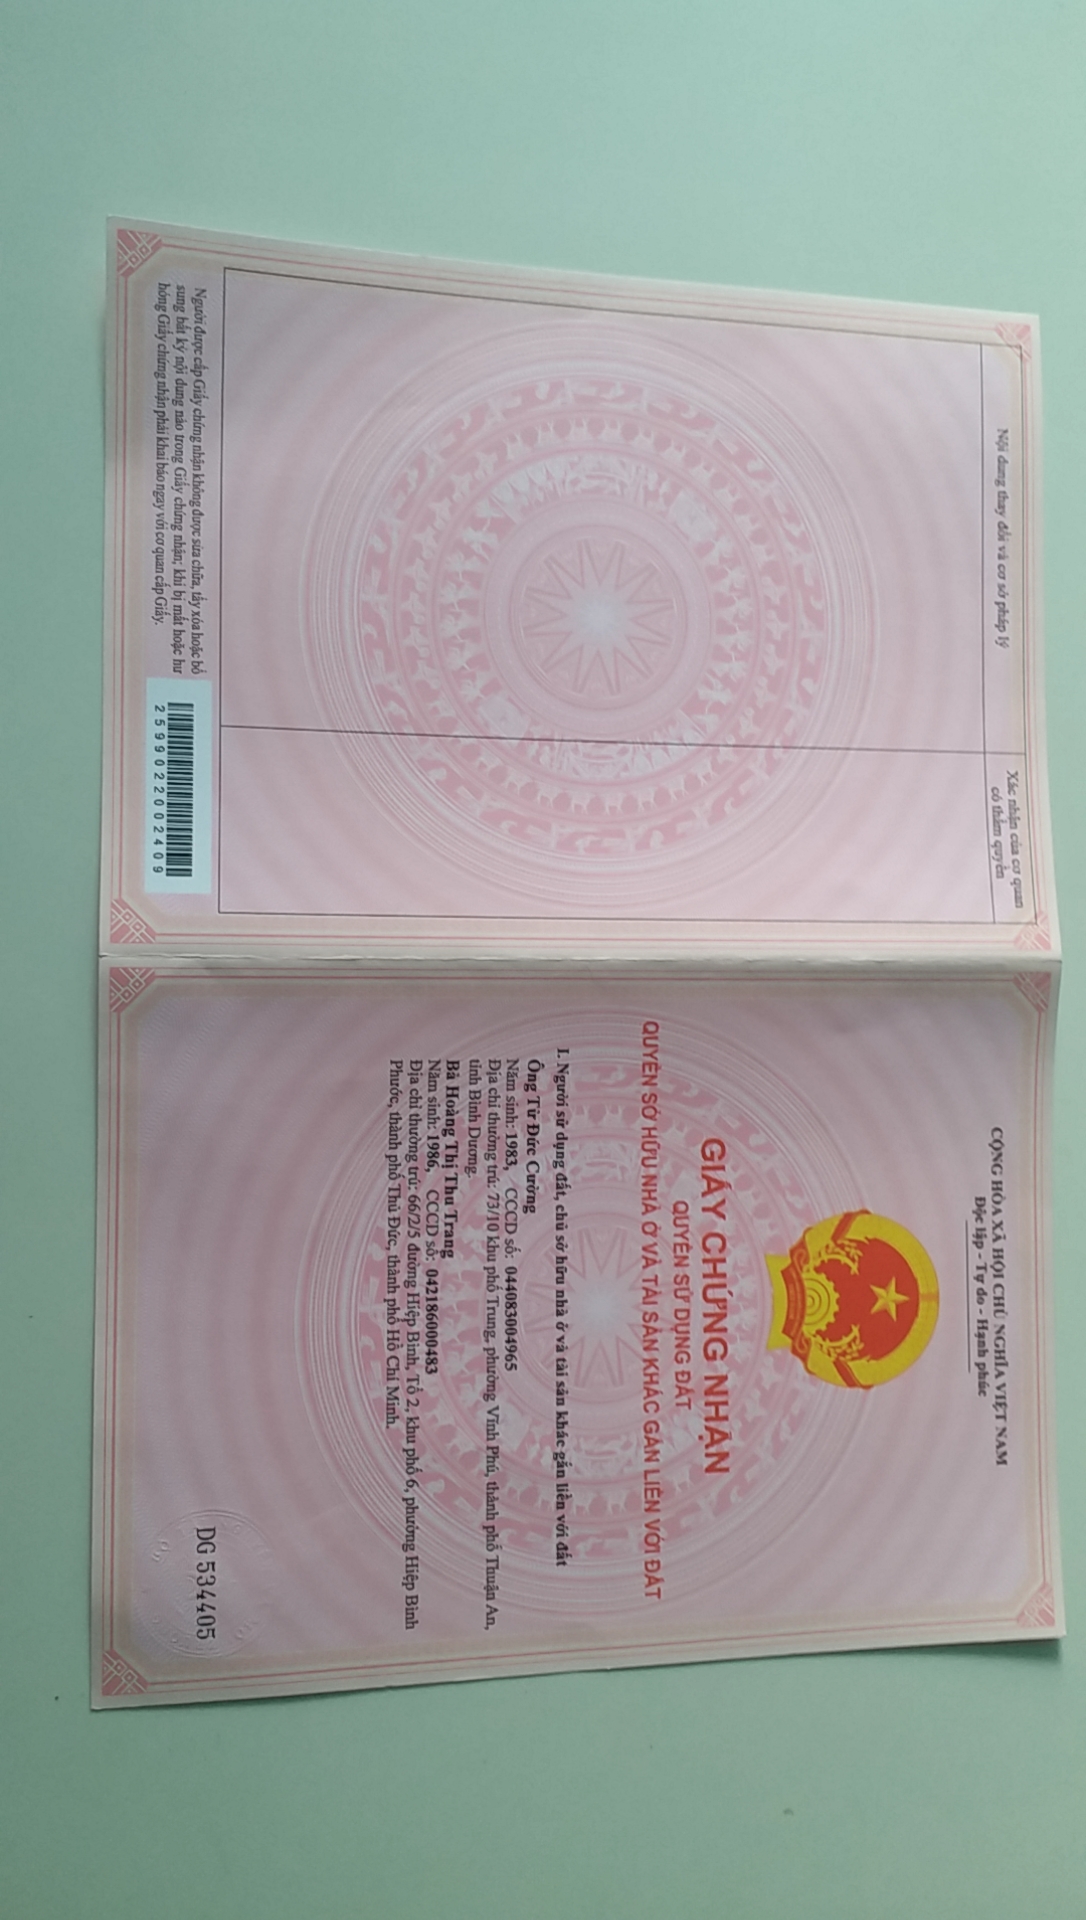 Nội dung thay đổi và cơ sở pháp lý
Xác nhận của cơ quan
có thẩm quyền
Người được cấp Giấy chứng nhận không được sửa chữa, tẩy xóa hoặc bổ
sung bất kỳ nội dung nào trong Giấy chứng nhận; khi bị mất hoặc hư
hỏng Giấy chứng nhận phải khai báo ngay với cơ quan cấp Giấy.
2599022002409
CỘNG HÒA XÃ HỘI CHỦ NGHĨA VIỆT NAM
Độc lập - Tự do - Hạnh phúc
GIẤY CHỨNG NHẬN
QUYỀN SỬ DỤNG ĐẤT
QUYỀN SỞ HỮU NHÀ Ở VÀ TÀI SẢN KHÁC GẮN LIỀN VỚI ĐẤT
I. Người sử dụng đất, chủ sở hữu nhà ở và tài sản khác gắn liền với đất
Ông Từ Đức Cường
Năm sinh: 1983, CCCD số: 044083004965
Địa chỉ thường trú: 73/10 khu phố Trung, phường Vĩnh Phú, thành phố Thuận An,
tỉnh Bình Dương.
Bà Hoàng Thị Thu Trang
Năm sinh: 1986, CCCD số: 042186000483
Địa chỉ thường trú: 66/2/5 đường Hiệp Bình, Tổ 2, khu phố 6, phường Hiệp Bình
Phước, thành phố Thủ Đức, thành phố Hồ Chí Minh.
DG 534405